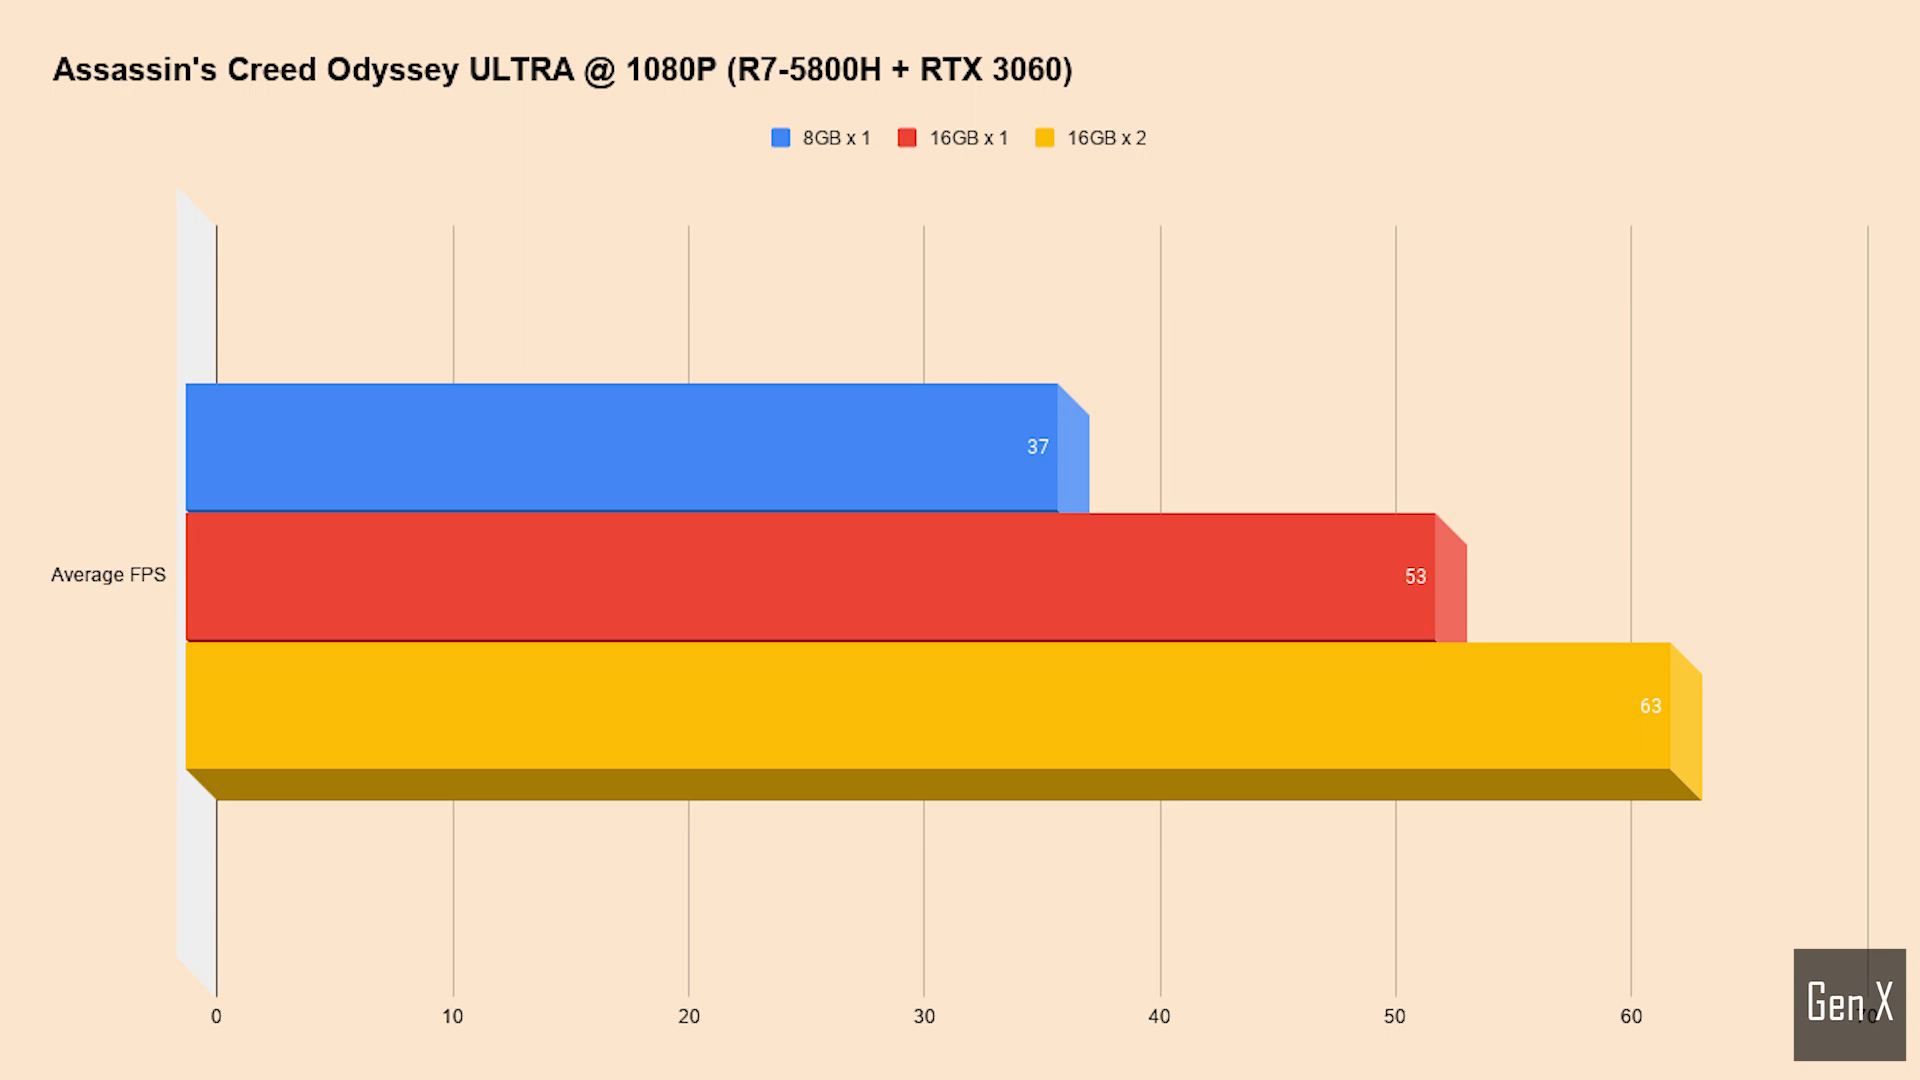 Assassin's Creed Odyssey ULTRA @ 1080P (R7-5800H + RTX 3060)
8GB x 1 16GB x 1 16GB x 2
37
Average FPS 53
63
0 10 20 30 40 50 60 70
Gen X